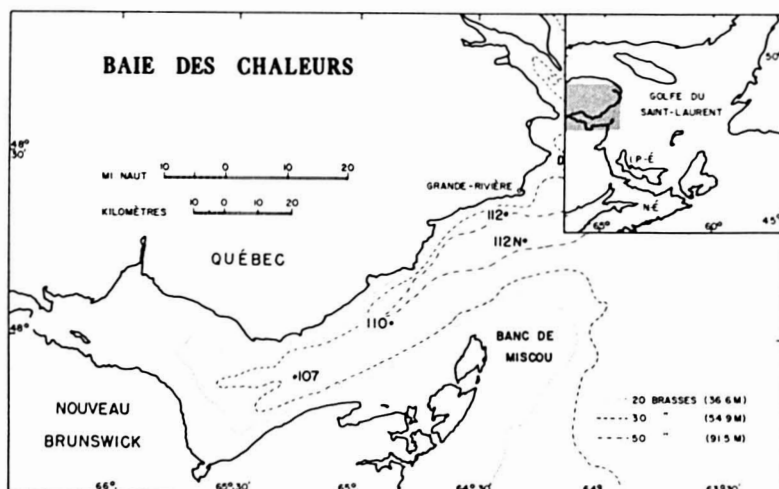 BAIE DES CHALEURS
48°
30'
10 0 10 20
MI NAUT
10 0 10 20
KILOMÈTRES
QUÉBEC
GRANDE-RIVIÈRE
112
112N
110
107
48°
BANC DE
MISCOU
NOUVEAU
BRUNSWICK
20 BRASSES (36.6 M)
30 " (54.9 M)
50 " (91.5 M)
66°
65°30'
65°
64°30'
64°
63°30'
50°
GOLFE DU
SAINT-LAURENT
I.P-É
N-É
65°
60°
45°